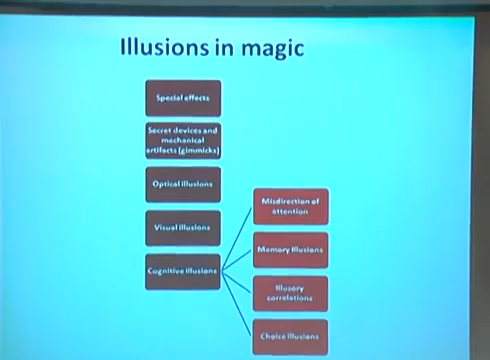 Illusions in magic
Special effects
Secret devices and
mechanical
artifacts (gimmicks)
Optical illusions
Visual illusions
Cognitive illusions
Misdirection of
attention
Memory illusions
Illusory
correlations
Choice illusions